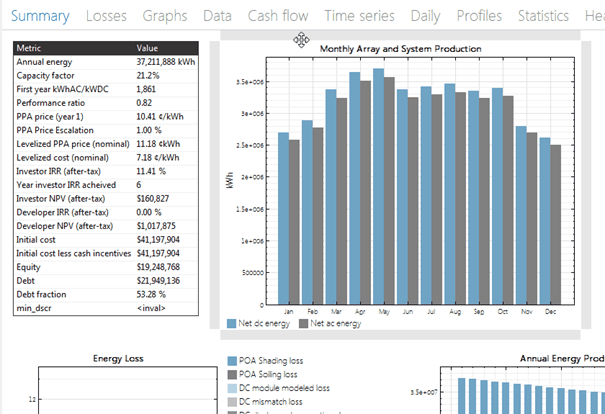 Summary Losses Graphs Data Cash flow Time series Daily Profiles Statistics Hea
Metric Value
Annual energy 37,211,888 kWh
Capacity factor 21.2%
First year kWhAC/kWDC 1,861
Performance ratio 0.82
PPA price (year 1) 10.41 ¢/kWh
PPA Price Escalation 1.00 %
Levelized PPA price (nominal) 11.18 ¢kWh
Levelized cost (nominal) 7.18 ¢/kWh
Investor IRR (after-tax) 11.41 %
Year investor IRR acheived 6
Investor NPV (after-tax) $160,827
Developer IRR (after-tax) 0.00 %
Developer NPV (after-tax) $1,017,875
Initial cost $41,197,904
Initial cost less cash incentives $41,197,904
Equity $19,248,768
Debt $21,949,136
Debt fraction 53.28 %
min_dscr <inval>
Monthly Array and System Production
kWh
3.5e+006
3e+006
2.5e+006
2e+006
1.5e+006
1e+006
500000
0
Jan Feb Mar Apr May Jun Jul Aug Sep Oct Nov Dec
Net dc energy Net ac energy
Energy Loss
12
POA Shading loss
POA Soiling loss
DC module modeled loss
DC mismatch loss
Annual Energy Prod
3.5e+007